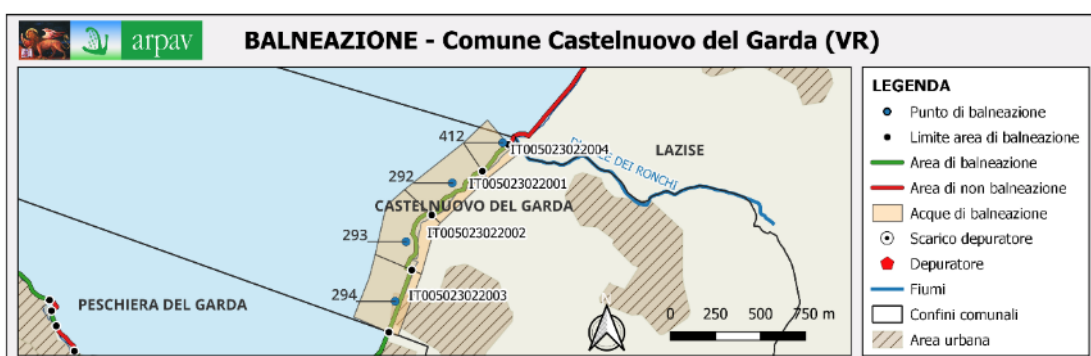 arpav
BALNEAZIONE - Comune Castelnuovo del Garda (VR)
412
IT005023022004
LAZISE
292
IT005023022001
CASTELNUOVO DEL GARDA
IT005023022002
293
294
IT005023022003
PESCHIERA DEL GARDA
DEI RONCHI
0 250 500 750 m
LEGENDA
Punto di balneazione
Limite area di balneazione
Area di balneazione
Area di non balneazione
Acque di balneazione
Scarico depuratore
Depuratore
Fiumi
Confini comunali
Area urbana